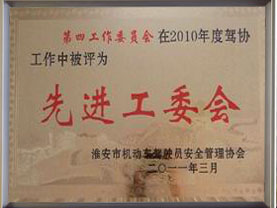 第四工作委员会在2010年度驾协
工作中被评为
先进工委会
淮安市机动车驾驶员安全管理协会
二〇一一年三月